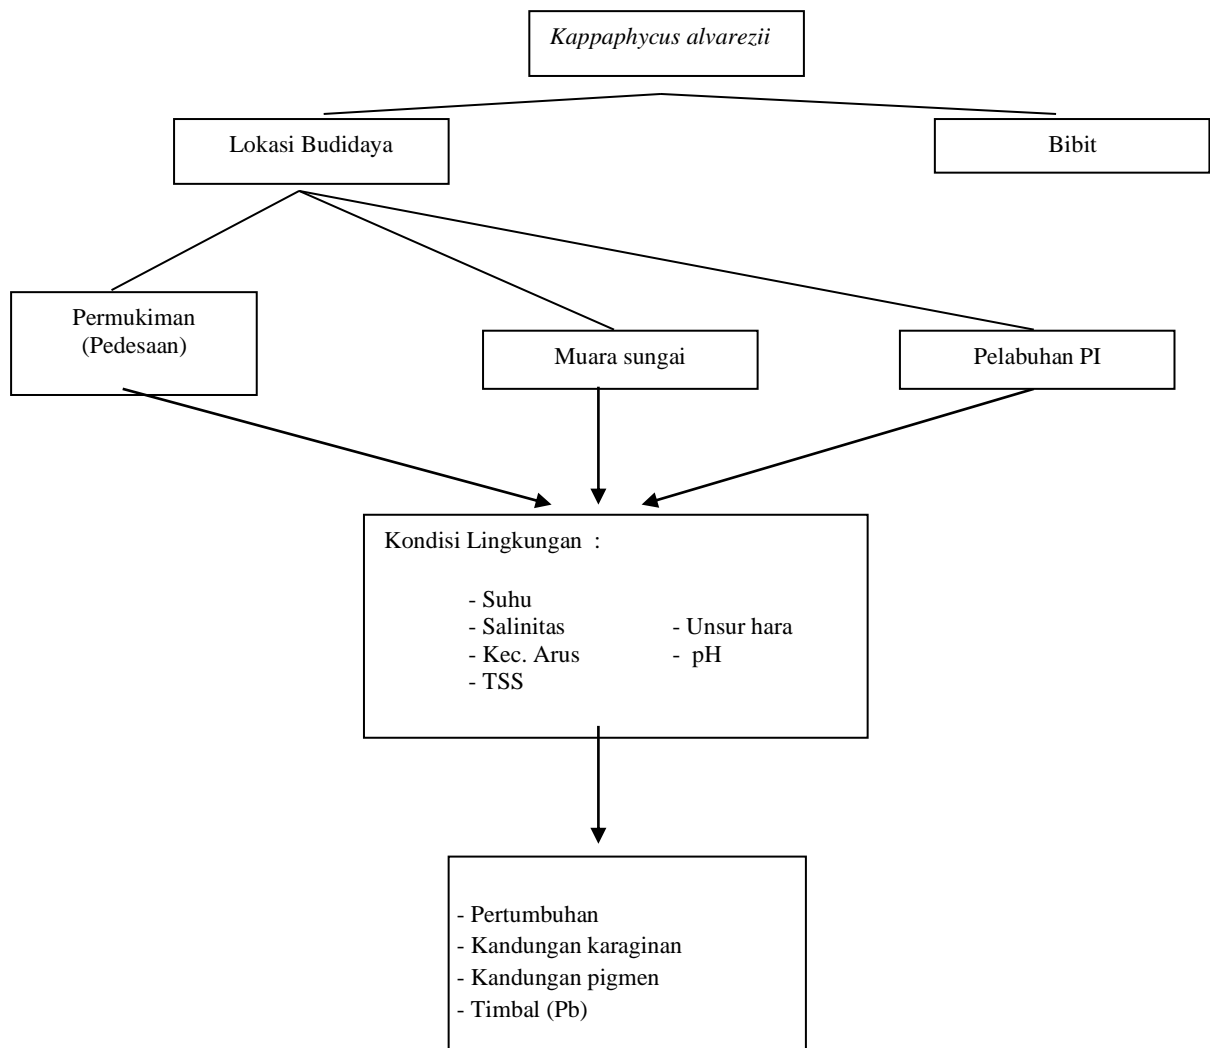 Kappaphycus alvarezii
Lokasi Budidaya
Bibit
Permukiman
(Pedesaan)
Muara sungai
Pelabuhan PI
Kondisi Lingkungan :
- Suhu
- Salinitas - Unsur hara
- Kec. Arus - pH
- TSS
- Pertumbuhan
- Kandungan karaginan
- Kandungan pigmen
- Timbal (Pb)